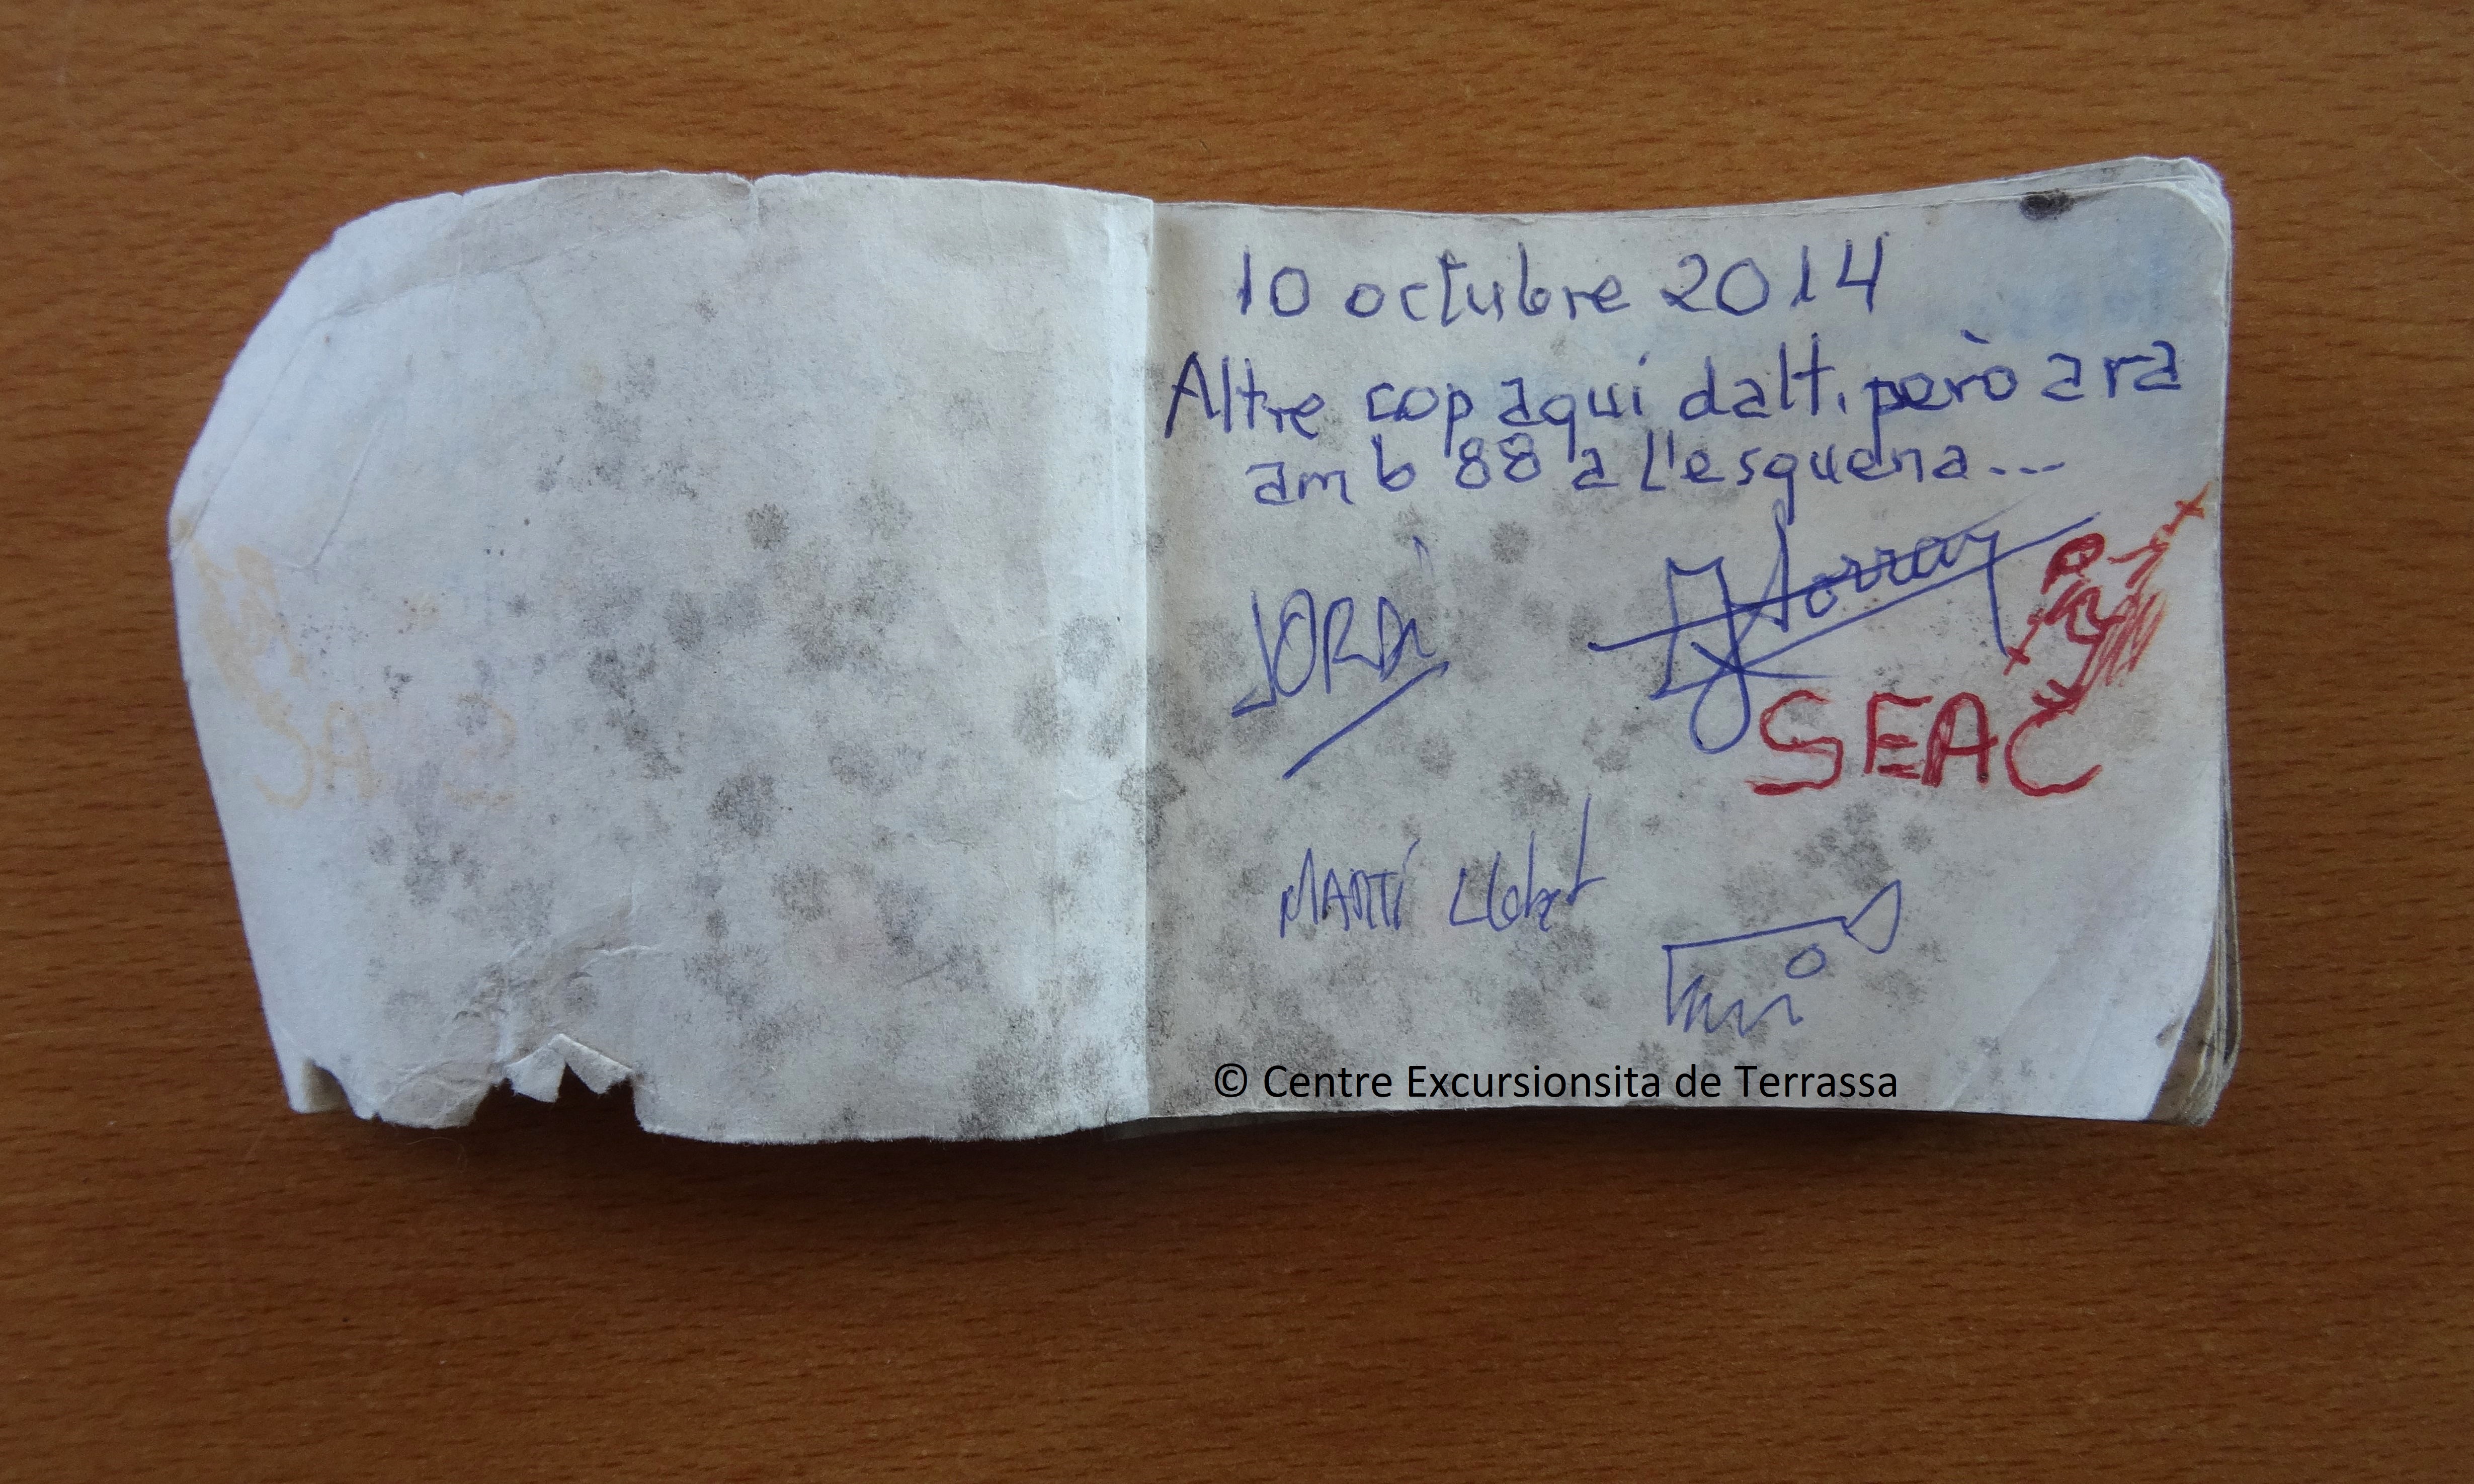 10 octubre 2014
Altre cop aquí dalt, però ara
amb 88 a l'esquena...
JORDI
SEAC
MARTÍ Llobet
© Centre Excursionsita de Terrassa